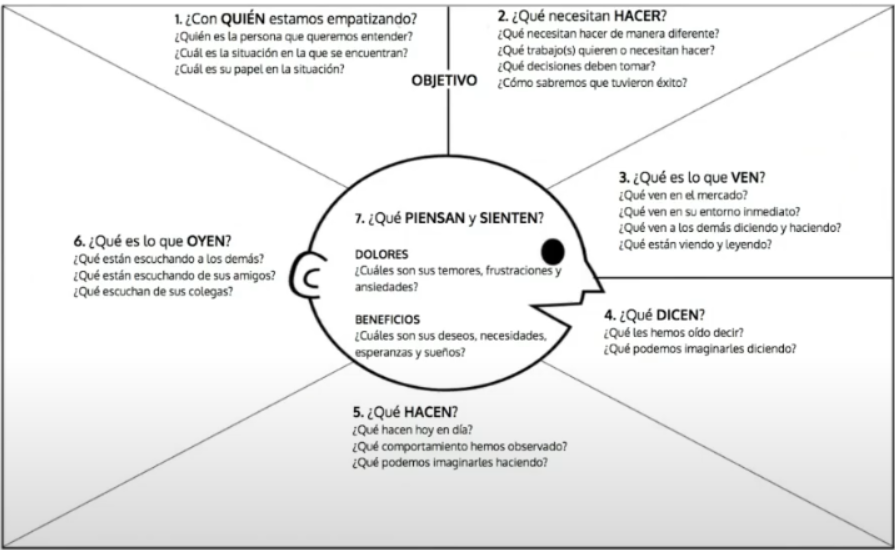 1. ¿Con QUIÉN estamos empatizando?
¿Quién es la persona que queremos entender?
¿Cuál es la situación en la que se encuentran?
¿Cuál es su papel en la situación?
OBJETIVO
2. ¿Qué necesitan HACER?
¿Qué necesitan hacer de manera diferente?
¿Qué trabajo(s) quieren o necesitan hacer?
¿Qué decisiones deben tomar?
¿Cómo sabremos que tuvieron éxito?
3. ¿Qué es lo que VEN?
¿Qué ven en el mercado?
¿Qué ven en su entorno inmediato?
¿Qué ven a los demás diciendo y haciendo?
¿Qué están viendo y leyendo?
4. ¿Qué DICEN?
¿Qué les hemos oído decir?
¿Qué podemos imaginarles diciendo?
5. ¿Qué HACEN?
¿Qué hacen hoy en día?
¿Qué comportamiento hemos observado?
¿Qué podemos imaginarles haciendo?
6. ¿Qué es lo que OYEN?
¿Qué están escuchando a los demás?
¿Qué están escuchando de sus amigos?
¿Qué escuchan de sus colegas?
7. ¿Qué PIENSAN y SIENTEN?
DOLORES
¿Cuáles son sus temores, frustraciones y
ansiedades?
BENEFICIOS
¿Cuáles son sus deseos, necesidades,
esperanzas y sueños?